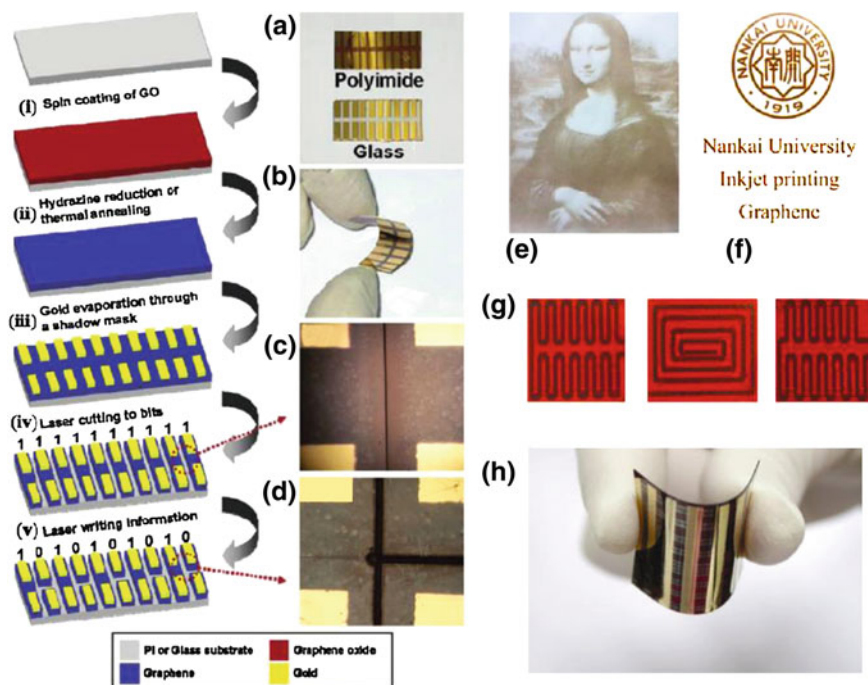 (i) Spin coating of GO
(ii) Hydrazine reduction or
thermal annealing
(iii) Gold evaporation through
a shadow mask
(iv) Laser cutting to bits
1 1 1 1 1 1 1 1 1
(v) Laser writing information
1 0 1 0 1 0 1 0
PI or Glass substrate
Graphene oxide
Graphene
Gold
(a)
Polyimide
Glass
(b)
(c)
(d)
(e)
NANKAI UNIVERSITY
南開
1919
Nankai University
Inkjet printing
Graphene
(f)
(g)
(h)